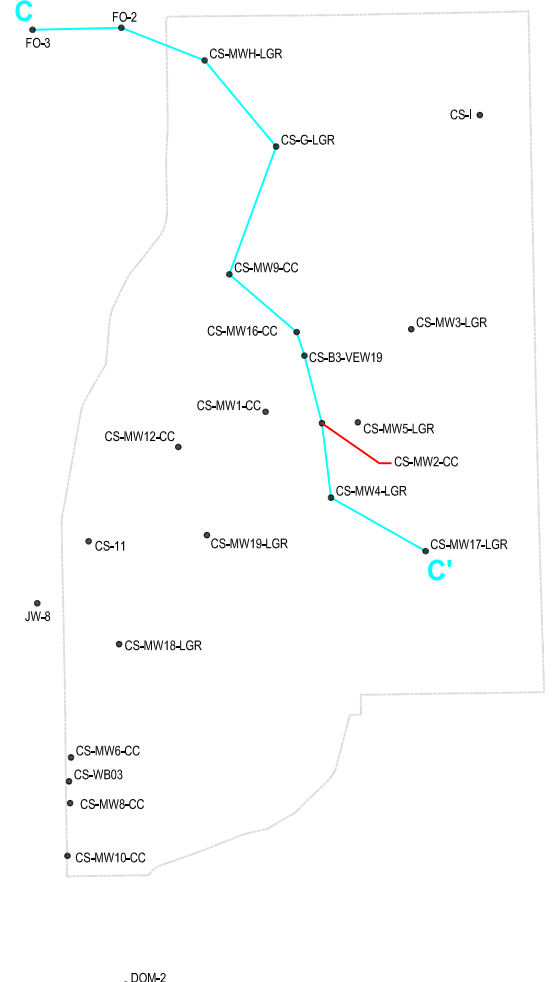 C
FO-2
FO-3
CS-MWH-LGR
CS-I
CS-G-LGR
CS-MW9-CC
CS-MW3-LGR
CS-MW16-CC
CS-B3-VEW19
CS-MW1-CC
CS-MW5-LGR
CS-MW12-CC
CS-MW2-CC
CS-MW4-LGR
CS-MW19-LGR
CS-11
CS-MW17-LGR
C'
JW-8
CS-MW18-LGR
CS-MW6-CC
CS-WB03
CS-MW8-CC
CS-MW10-CC
DOM-2